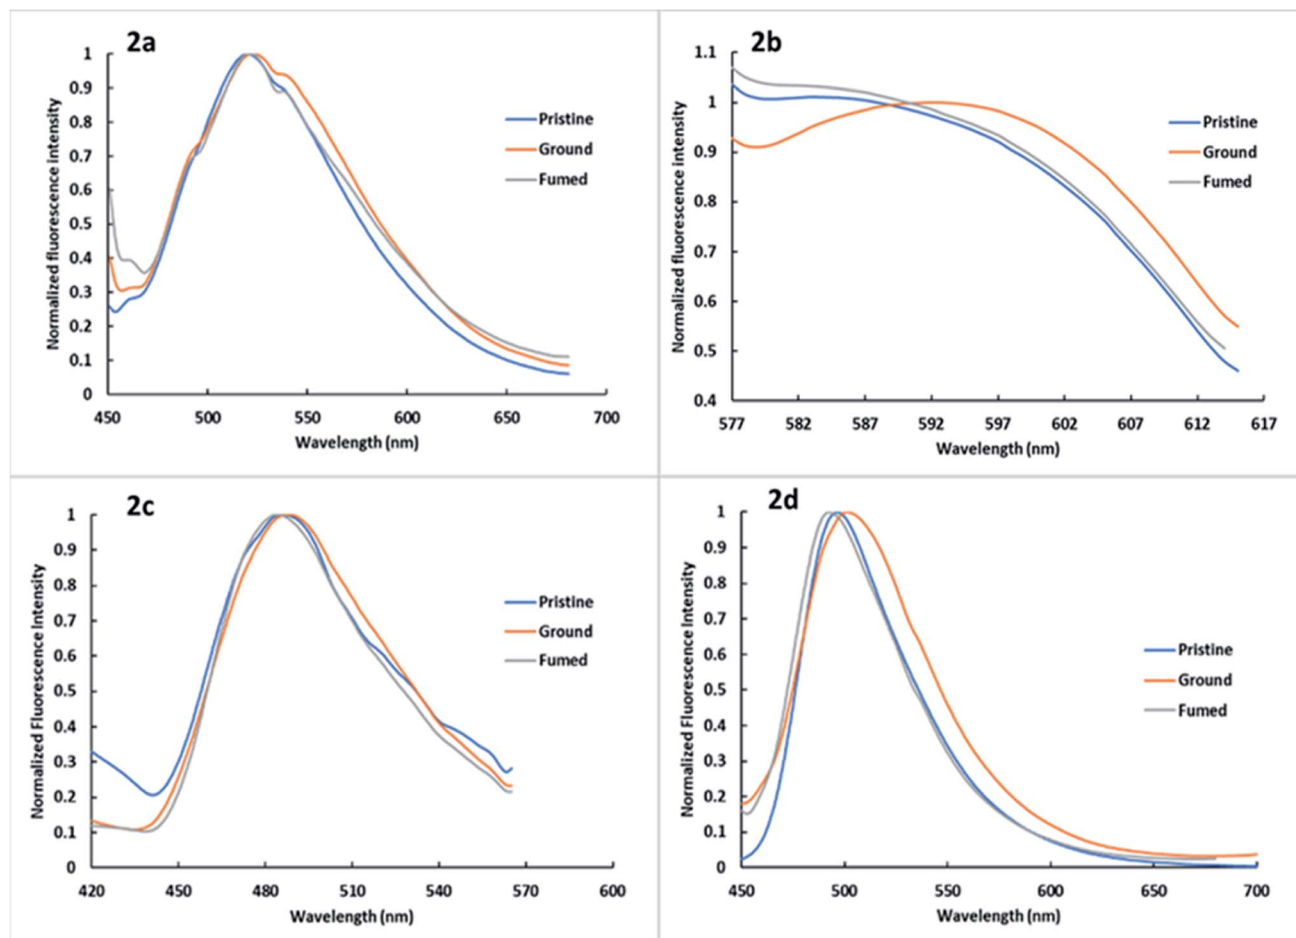 2a
Normalized fluorescence intensity
1
0.9
0.8
0.7
0.6
0.5
0.4
0.3
0.2
0.1
0
450 500 550 600 650 700
Wavelength (nm)
Pristine
Ground
Fumed
2b
Normalized fluorescence intensity
1.1
1
0.9
0.8
0.7
0.6
0.5
0.4
577 582 587 592 597 602 607 612 617
Wavelength (nm)
Pristine
Ground
Fumed
2c
Normalized Fluorescence Intensity
1
0.9
0.8
0.7
0.6
0.5
0.4
0.3
0.2
0.1
0
420 450 480 510 540 570 600
Wavelength (nm)
Pristine
Ground
Fumed
2d
Normalized Fluorescence Intensity
1
0.9
0.8
0.7
0.6
0.5
0.4
0.3
0.2
0.1
0
450 500 550 600 650 700
Wavelength (nm)
Pristine
Ground
Fumed